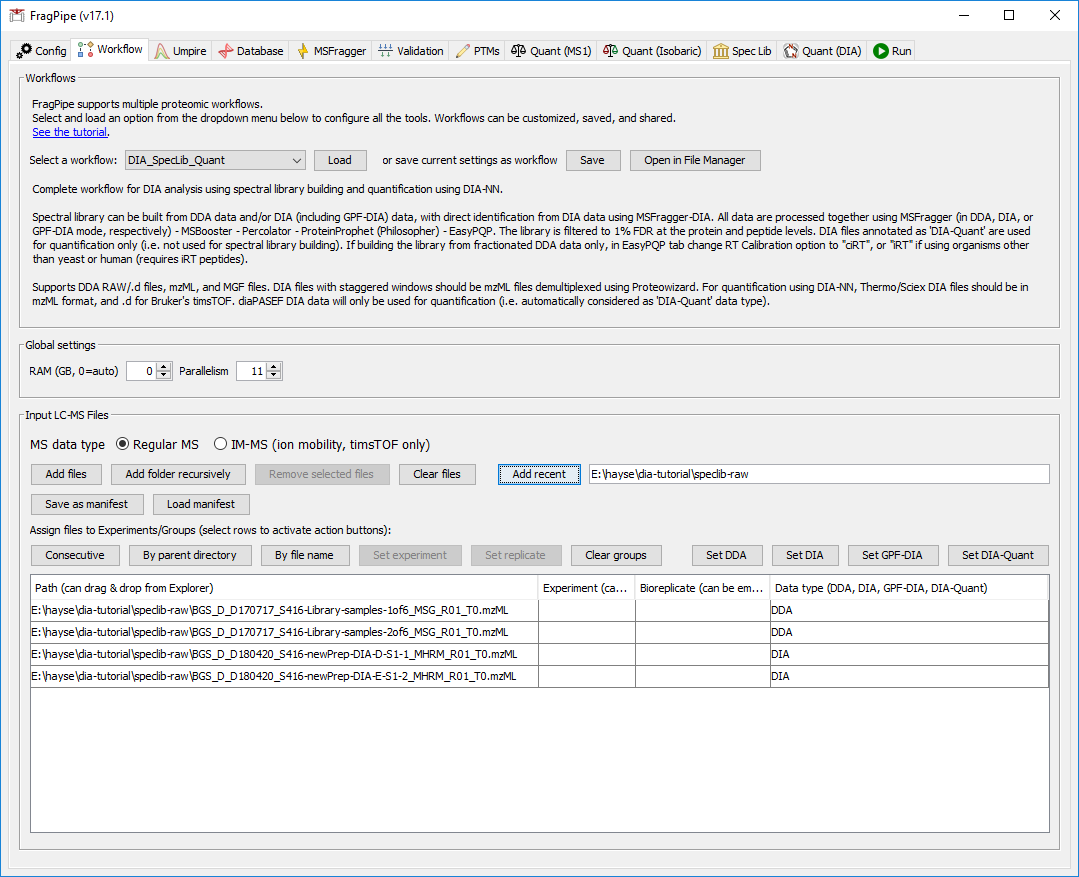 FragPipe (v17.1)
Config Workflow Umpire Database MSFragger Validation PTMs Quant (MS1) Quant (Isobaric) Spec Lib Quant (DIA) Run
Workflows
FragPipe supports multiple proteomic workflows.
Select and load an option from the dropdown menu below to configure all the tools. Workflows can be customized, saved, and shared.
See the tutorial.
Select a workflow: DIA_SpecLib_Quant Load or save current settings as workflow Save Open in File Manager
Complete workflow for DIA analysis using spectral library building and quantification using DIA-NN.
Spectral library can be built from DDA data and/or DIA (including GPF-DIA) data, with direct identification from DIA data using MSFragger-DIA. All data are processed together using MSFragger (in DDA, DIA, or
GPF-DIA mode, respectively) - MSBooster - Percolator - ProteinProphet (Philosopher) - EasyPQP. The library is filtered to 1% FDR at the protein and peptide levels. DIA files annotated as 'DIA-Quant' are used
for quantification only (i.e. not used for spectral library building). If building the library from fractionated DDA data only, in EasyPQP tab change RT Calibration option to "ciRT", or "iRT" if using organisms other
than yeast or human (requires iRT peptides).
Supports DDA RAW/.d files, mzML, and MGF files. DIA files with staggered windows should be mzML files demultiplexed using Proteowizard. For quantification using DIA-NN, Thermo/Sciex DIA files should be in
mzML format, and .d for Bruker's timsTOF. diaPASEF DIA data will only be used for quantification (i.e. automatically considered as 'DIA-Quant' data type).
Global settings
RAM (GB, 0=auto) 0 Parallelism 11
Input LC-MS Files
MS data type Regular MS IM-MS (ion mobility, timsTOF only)
Add files Add folder recursively Remove selected files Clear files Add recent E:\hayse\dia-tutorial\speclib-raw
Save as manifest Load manifest
Assign files to Experiments/Groups (select rows to activate action buttons):
Consecutive By parent directory By file name Set experiment Set replicate Clear groups Set DDA Set DIA Set GPF-DIA Set DIA-Quant
Path (can drag & drop from Explorer) Experiment (ca... Bioreplicate (can be em... Data type (DDA, DIA, GPF-DIA, DIA-Quant)
E:\hayse\dia-tutorial\speclib-raw\BGS_D_D170717_S416-Library-samples-1of6_MSG_R01_T0.mzML DDA
E:\hayse\dia-tutorial\speclib-raw\BGS_D_D170717_S416-Library-samples-2of6_MSG_R01_T0.mzML DDA
E:\hayse\dia-tutorial\speclib-raw\BGS_D_D180420_S416-newPrep-DIA-D-S1-1_MHRM_R01_T0.mzML DIA
E:\hayse\dia-tutorial\speclib-raw\BGS_D_D180420_S416-newPrep-DIA-E-S1-2_MHRM_R01_T0.mzML DIA